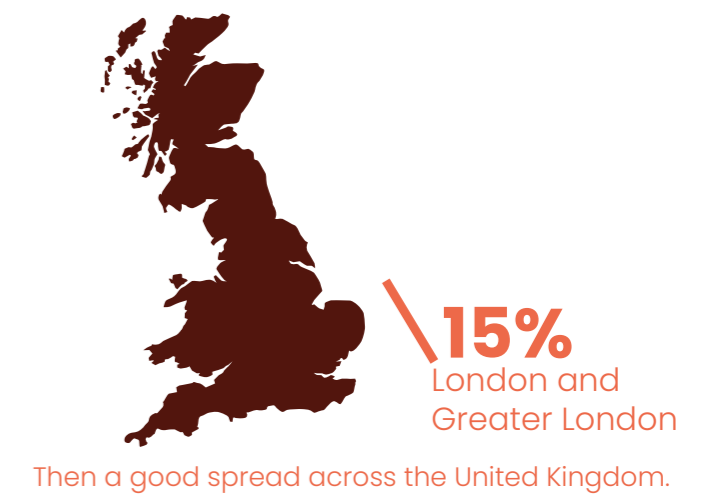 15%
London and
Greater London
Then a good spread across the United Kingdom.